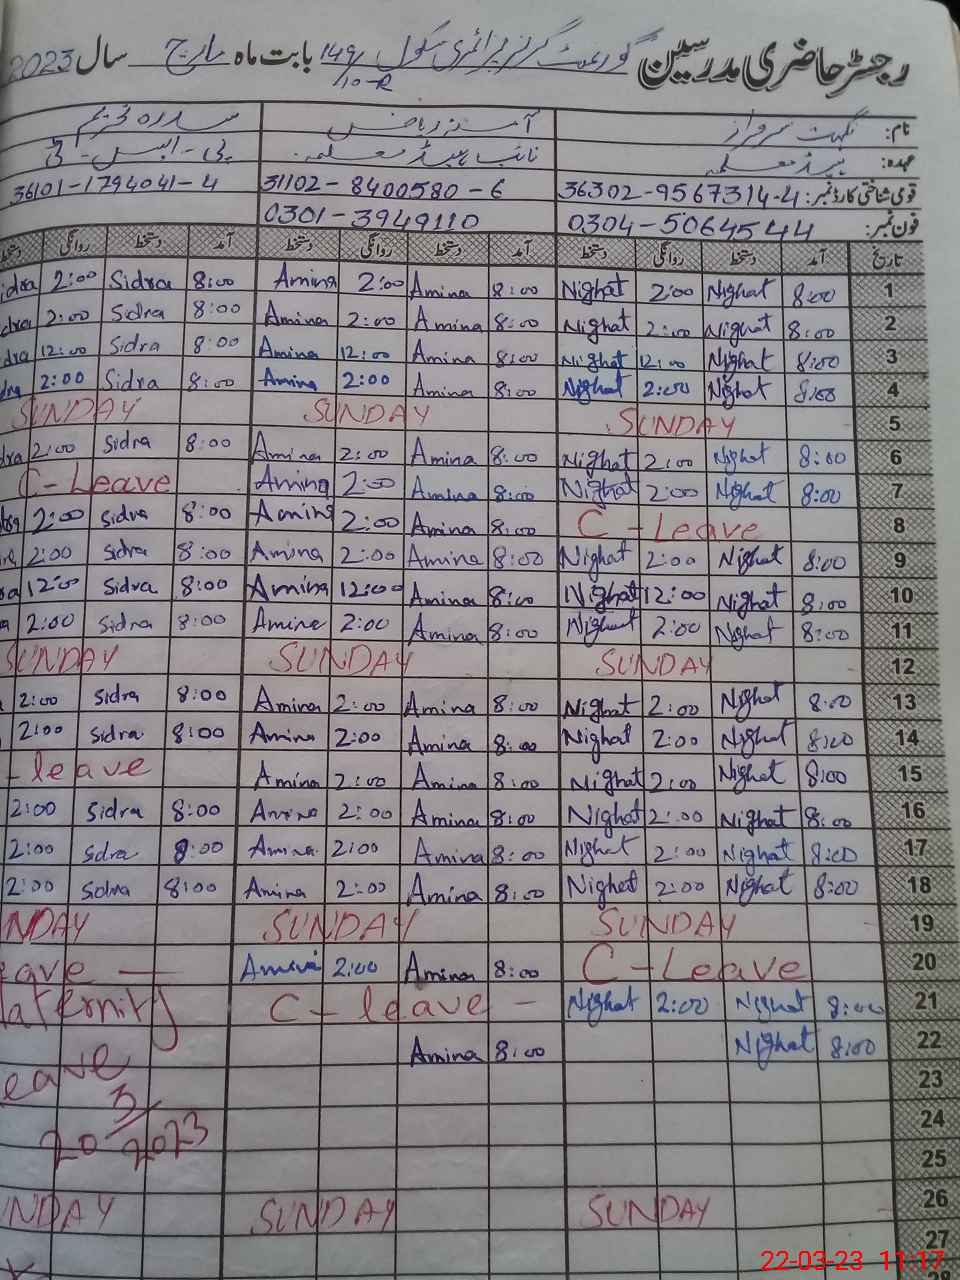 رجسٹر حاضری مدرسین گورنمنٹ گرلز پرائمری سکول 149/10-R بابت ماہ مارچ سال 2023
نام: نگہت سرفراز آمنہ ریاض سدرہ تحریم
عہدہ: ہیڈ معلمہ نائب ہیڈ معلمہ پی - ایس - ٹی
قومی شناختی کارڈ نمبر: 36302-9567314-4 31102-8400580-6 36101-1794041-4
فون نمبر: 0304-5064544 0301-3949110
تاریخ آمد دستخط روانگی دستخط آمد دستخط روانگی دستخط آمد دستخط روانگی
1 8:00 Nighat 2:00 Nighat 8:00 Amina 2:00 Amina 8:00 Sidra 2:00 idra
2 8:00 Nighat 2:00 Nighat 8:00 Amina 2:00 Amina 8:00 Sidra 2:00 dra
3 8:00 Nighat 12:00 Nighat 8:00 Amina 12:00 Amina 8:00 Sidra 12:00 dra
4 8:00 Nighat 2:00 Nighat 8:00 Amina 2:00 Amina 8:00 Sidra 2:00 dra
5 SUNDAY SUNDAY SUNDAY
6 8:00 Nighat 2:00 Nighat 8:00 Amina 2:00 Amina 8:00 Sidra 2:00 dra
7 8:00 Nighat 2:00 Nighat 8:00 Amina 2:00 Amina C-Leave
8 C-Leave 8:00 Amina 2:00 Amina 8:00 Sidra 2:00
9 8:00 Nighat 2:00 Nighat 8:00 Amina 2:00 Amina 8:00 Sidra 2:00 ra
10 8:00 Nighat 12:00 Nighat 8:00 Amina 12:00 Amina 8:00 Sidra 12:00 a
11 8:00 Nighat 2:00 Nighat 8:00 Amina 2:00 Amina 8:00 Sidra 2:00 a
12 SUNDAY SUNDAY SUNDAY
13 8:00 Nighat 2:00 Nighat 8:00 Amina 2:00 Amina 8:00 Sidra 2:00
14 8:00 Nighat 2:00 Nighat 8:00 Amina 2:00 Amina 8:00 Sidra 2:00
15 8:00 Nighat 2:00 Nighat 8:00 Amina 2:00 Amina -leave
16 8:00 Nighat 2:00 Nighat 8:00 Amina 2:00 Amina 8:00 Sidra 2:00
17 8:00 Nighat 2:00 Nighat 8:00 Amina 2:00 Amina 8:00 Sidra 2:00
18 8:00 Nighat 2:00 Nighat 8:00 Amina 2:00 Amina 8:00 Sidra 2:00
19 SUNDAY SUNDAY NDAY
20 C-Leave 8:00 Amina 2:00 Amina eave
21 8:00 Nighat 2:00 Nighat C-leave- aternity
22 8:00 Nighat 8:00 Amina eave
23
24 20/3/2023
25
26 SUNDAY SUNDAY NDAY
27
22-03-23 11:17
28